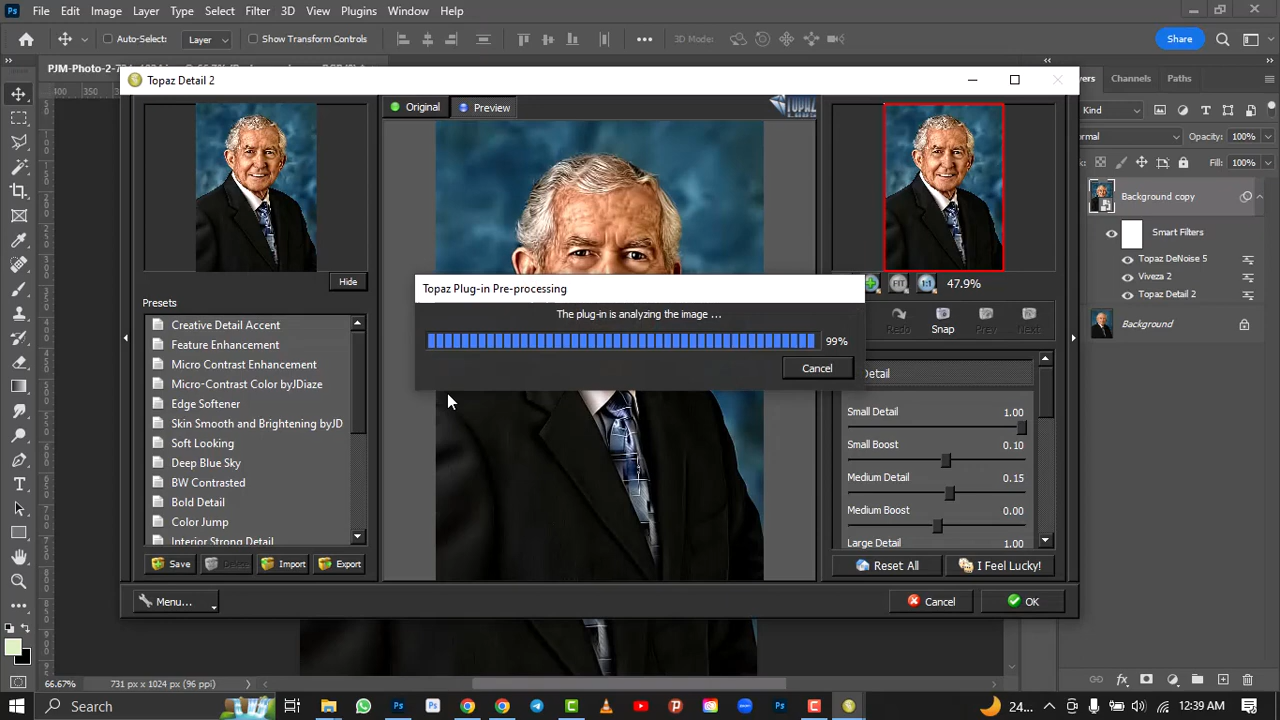 Ps File Edit Image Layer Type Select Filter 3D View Plugins Window Help
Auto-Select: Layer Show Transform Controls 3D Mode: Share
Topaz Detail 2
Channels Paths
Original Preview
TOPAZ LABS
Kind
Opacity: 100%
Fill: 100%
Background copy
Smart Filters
Topaz DeNoise 5
Viveza 2
Topaz Detail 2
Background
Hide
FIT 1:1 47.9%
Redo Snap Prev Next
Topaz Plug-in Pre-processing
The plug-in is analyzing the image ...
99%
Cancel
Presets
Creative Detail Accent
Feature Enhancement
Micro Contrast Enhancement
Micro-Contrast Color byJDiaze
Edge Softener
Skin Smooth and Brightening byJD
Soft Looking
Deep Blue Sky
BW Contrasted
Bold Detail
Color Jump
Interior Strong Detail
Detail
Small Detail 1.00
Small Boost 0.10
Medium Detail 0.15
Medium Boost 0.00
Large Detail 1.00
Save Delete Import Export
Reset All I Feel Lucky!
Menu... Cancel OK
66.67% 731 px x 1024 px (96 ppi)
Search
24... 12:39 AM